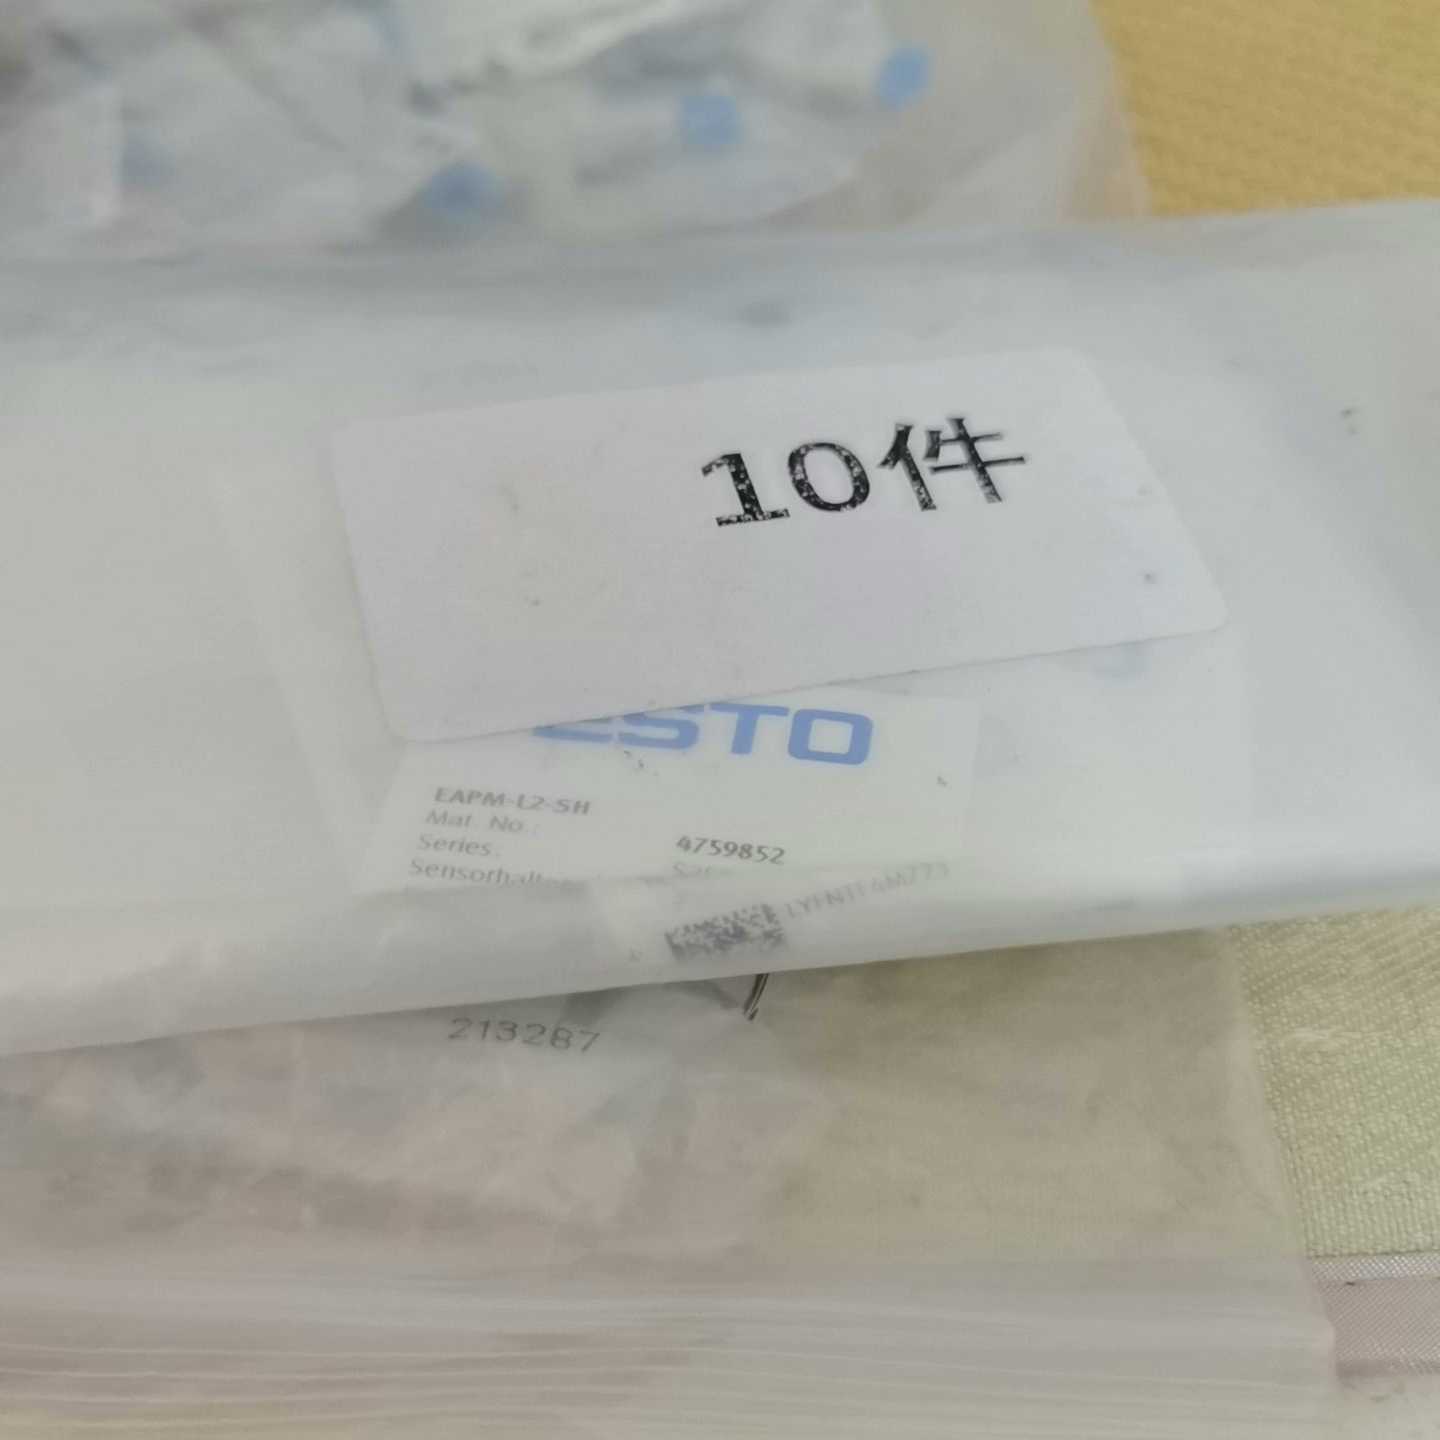 10件
ESTO
EAPM-L2-SH
Mat. No.:
4759852
Series:
213287